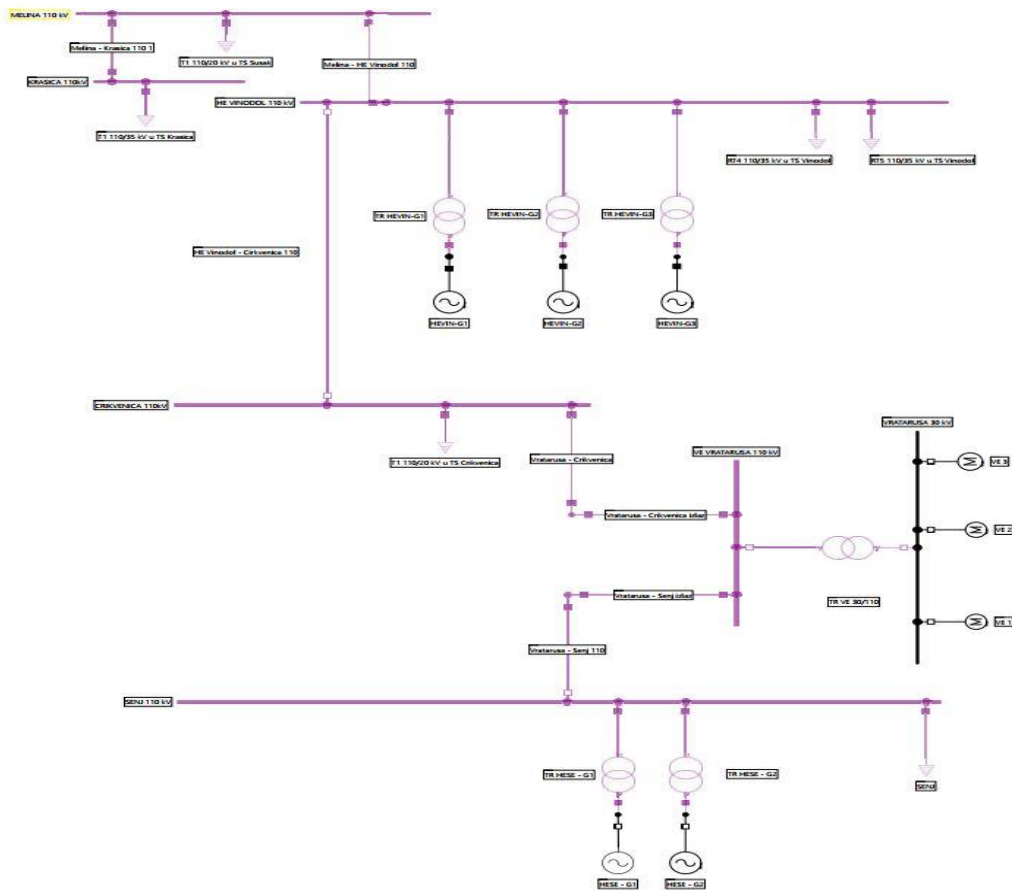 MELINA 110 kV
Melina - Krasica 110 1
T1 110/20 kV u TS Susak
Melina - HE Vinodol 110
KRASICA 110kV
HE VINODOL 110 kV
T1 110/35 kV u TS Krasica
RT4 110/35 kV u TS Vinodol
RT5 110/35 kV u TS Vinodol
TR HEVIN-G1
TR HEVIN-G2
TR HEVIN-G3
HE Vinodol - Cirkvenica 110
HEVIN-G1
HEVIN-G2
HEVIN-G3
CRIKVENICA 110kV
VRATARUSA 30 kV
T1 110/20 kV u TS Crikvenica
Vratarusa - Crikvenica
VE VRATARUSA 110 kV
M
VE 3
Vratarusa - Crikvenica izlaz
M
VE 2
Vratarusa - Senj izlaz
TR VE 30/110
M
VE 1
Vratarusa - Senj 110
SENJ 110 kV
TR HESE - G1
TR HESE - G2
SENJ
HESE - G1
HESE - G2